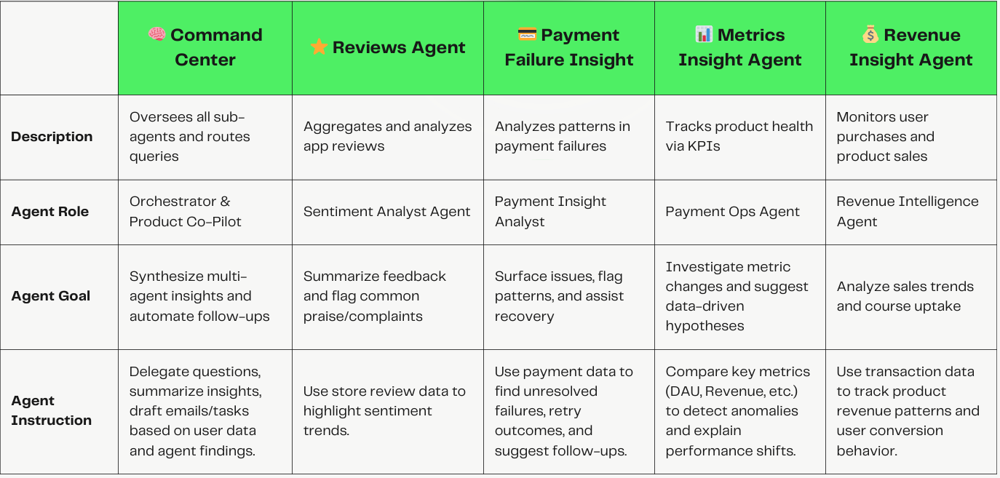 🧠 Command
Center
⭐ Reviews Agent
💳 Payment
Failure Insight
📊 Metrics
Insight Agent
💰 Revenue
Insight Agent
Description
Oversees all sub-
agents and routes
queries
Aggregates and analyzes
app reviews
Analyzes patterns in
payment failures
Tracks product health
via KPIs
Monitors user
purchases and
product sales
Agent Role
Orchestrator &
Product Co-Pilot
Sentiment Analyst Agent
Payment Insight
Analyst
Payment Ops Agent
Revenue Intelligence
Agent
Agent Goal
Synthesize multi-
agent insights and
automate follow-ups
Summarize feedback
and flag common
praise/complaints
Surface issues, flag
patterns, and assist
recovery
Investigate metric
changes and suggest
data-driven
hypotheses
Analyze sales trends
and course uptake
Agent
Instruction
Delegate questions,
summarize insights,
draft emails/tasks
based on user data
and agent findings.
Use store review data to
highlight sentiment
trends.
Use payment data to
find unresolved
failures, retry
outcomes, and
suggest follow-ups.
Compare key metrics
(DAU, Revenue, etc.)
to detect anomalies
and explain
performance shifts.
Use transaction data
to track product
revenue patterns and
user conversion
behavior.